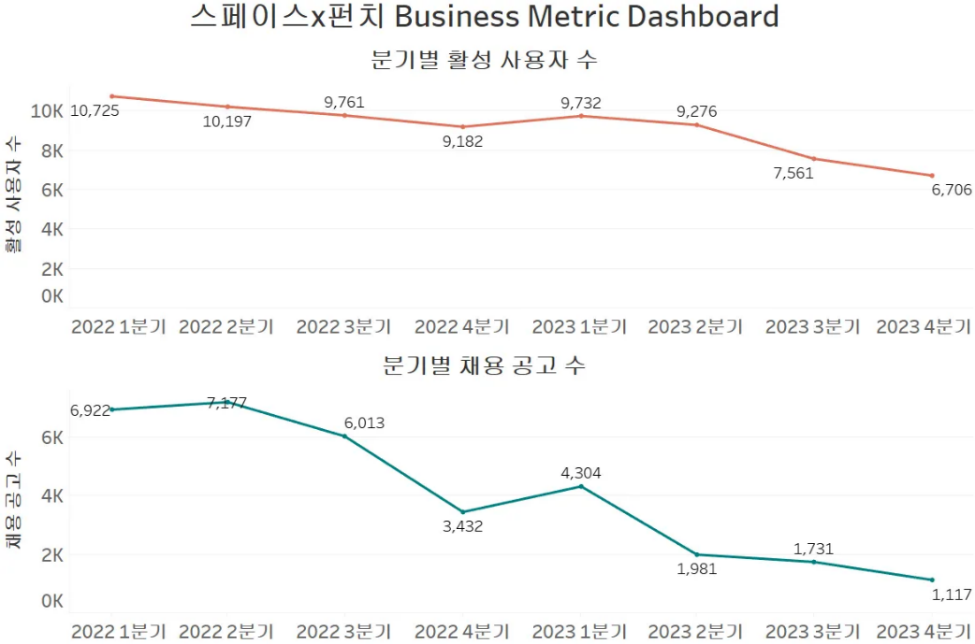 스페이스x펀치 Business Metric Dashboard
분기별 활성 사용자 수
활성 사용자 수
10K
8K
6K
4K
2K
0K
10,725
10,197
9,761
9,182
9,732
9,276
7,561
6,706
2022 1분기 2022 2분기 2022 3분기 2022 4분기 2023 1분기 2023 2분기 2023 3분기 2023 4분기
분기별 채용 공고 수
채용 공고 수
6K
4K
2K
0K
6,922
7,177
6,013
3,432
4,304
1,981
1,731
1,117
2022 1분기 2022 2분기 2022 3분기 2022 4분기 2023 1분기 2023 2분기 2023 3분기 2023 4분기